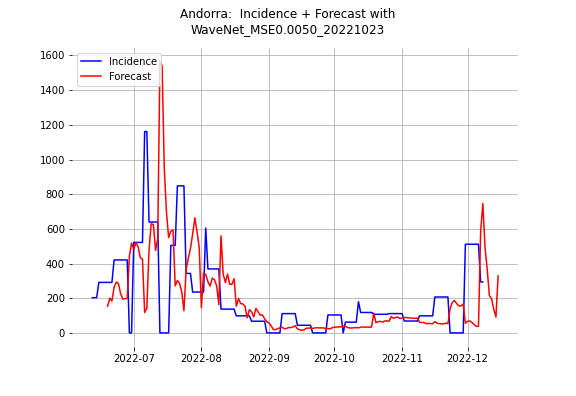 Andorra:  Incidence + Forecast with
WaveNet_MSE0.0050_20221023
Incidence
Forecast
1600
1400
1200
1000
800
600
400
200
0
2022-07 2022-08 2022-09 2022-10 2022-11 2022-12